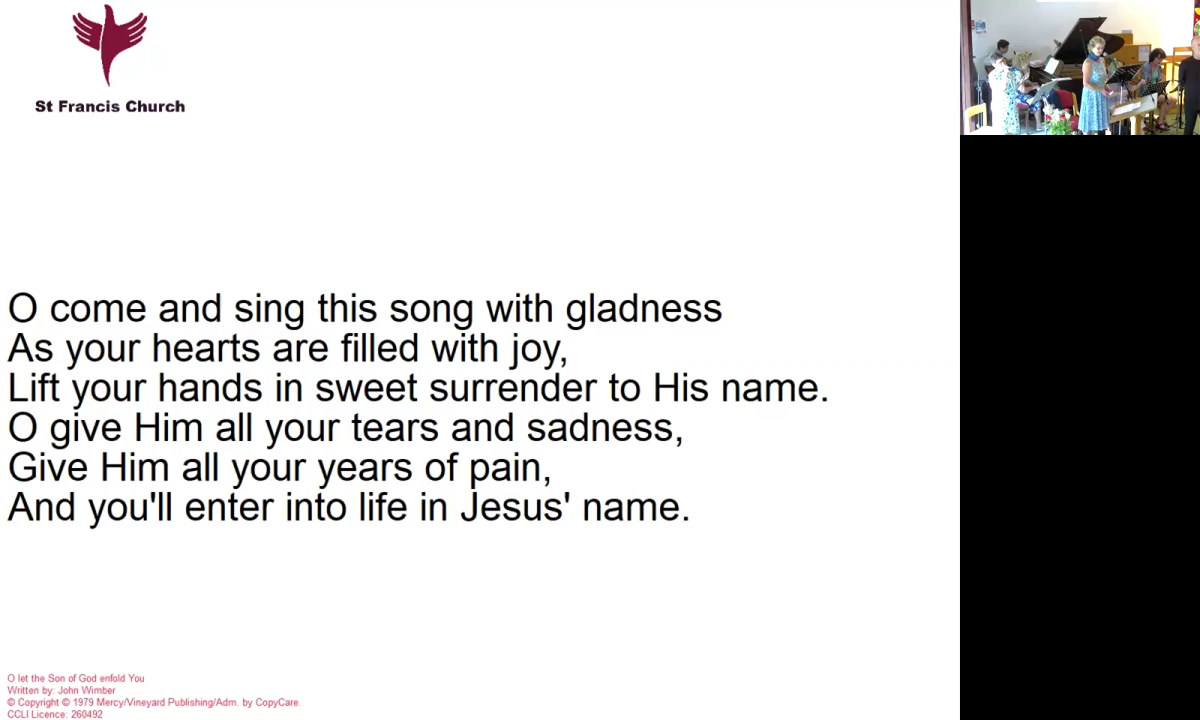 St Francis Church
O come and sing this song with gladness
As your hearts are filled with joy,
Lift your hands in sweet surrender to His name.
O give Him all your tears and sadness,
Give Him all your years of pain,
And you'll enter into life in Jesus' name.
O let the Son of God enfold You
Written by: John Wimber
© Copyright © 1979 Mercy/Vineyard Publishing/Adm. by CopyCare.
CCLI Licence: 260492